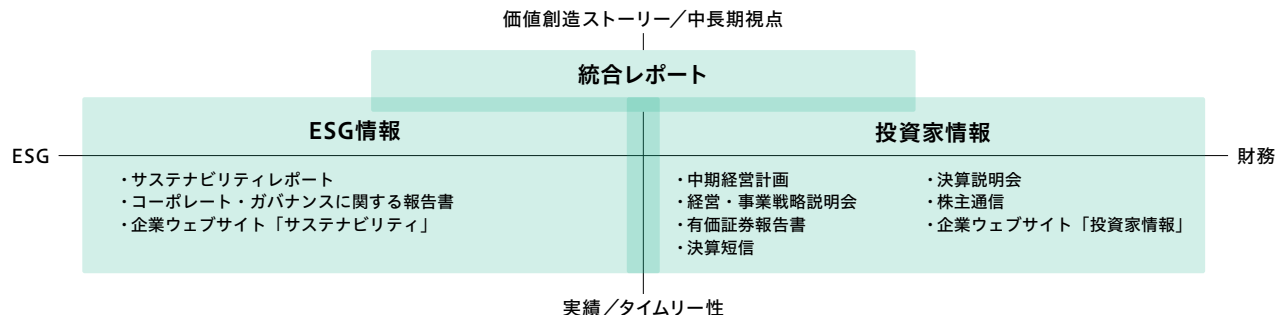 価値創造ストーリー／中長期視点
統合レポート
ESG情報
投資家情報
ESG
財務
・サステナビリティレポート
・コーポレート・ガバナンスに関する報告書
・企業ウェブサイト「サステナビリティ」
・中期経営計画
・経営・事業戦略説明会
・有価証券報告書
・決算短信
・決算説明会
・株主通信
・企業ウェブサイト「投資家情報」
実績／タイムリー性